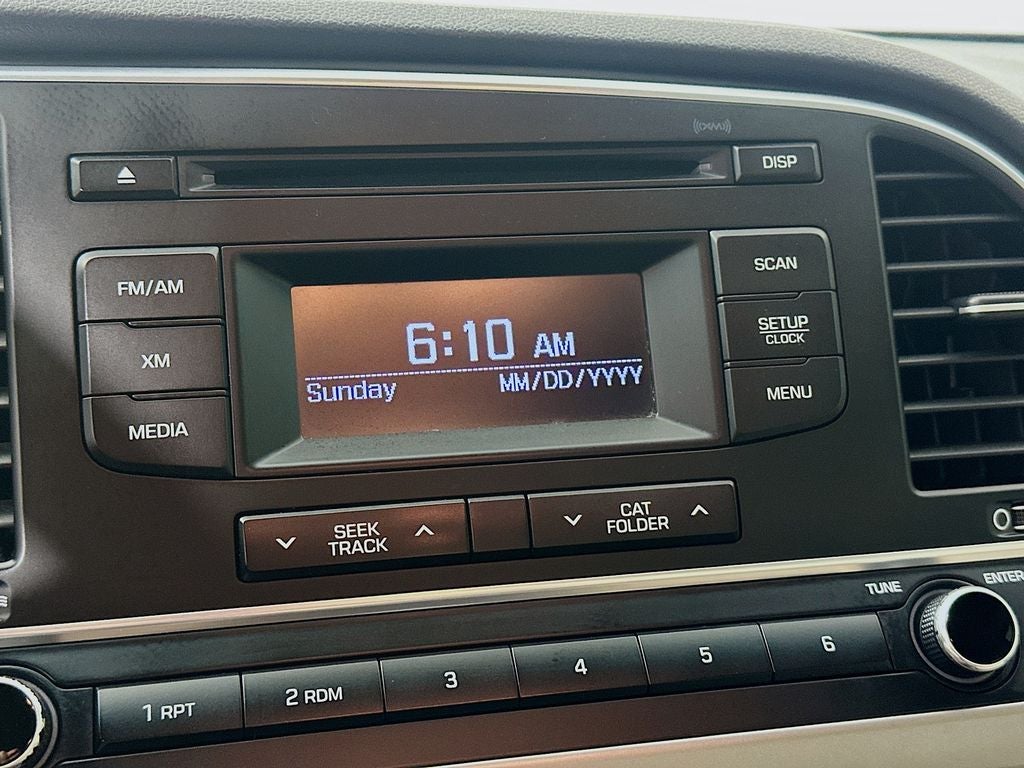 ((XM))
DISP
FM/AM
SCAN
6:10 AM
SETUP
CLOCK
XM
Sunday MM/DD/YYYY
MENU
MEDIA
SEEK
TRACK
CAT
FOLDER
TUNE
ENTER
1 RPT
2 RDM
3
4
5
6